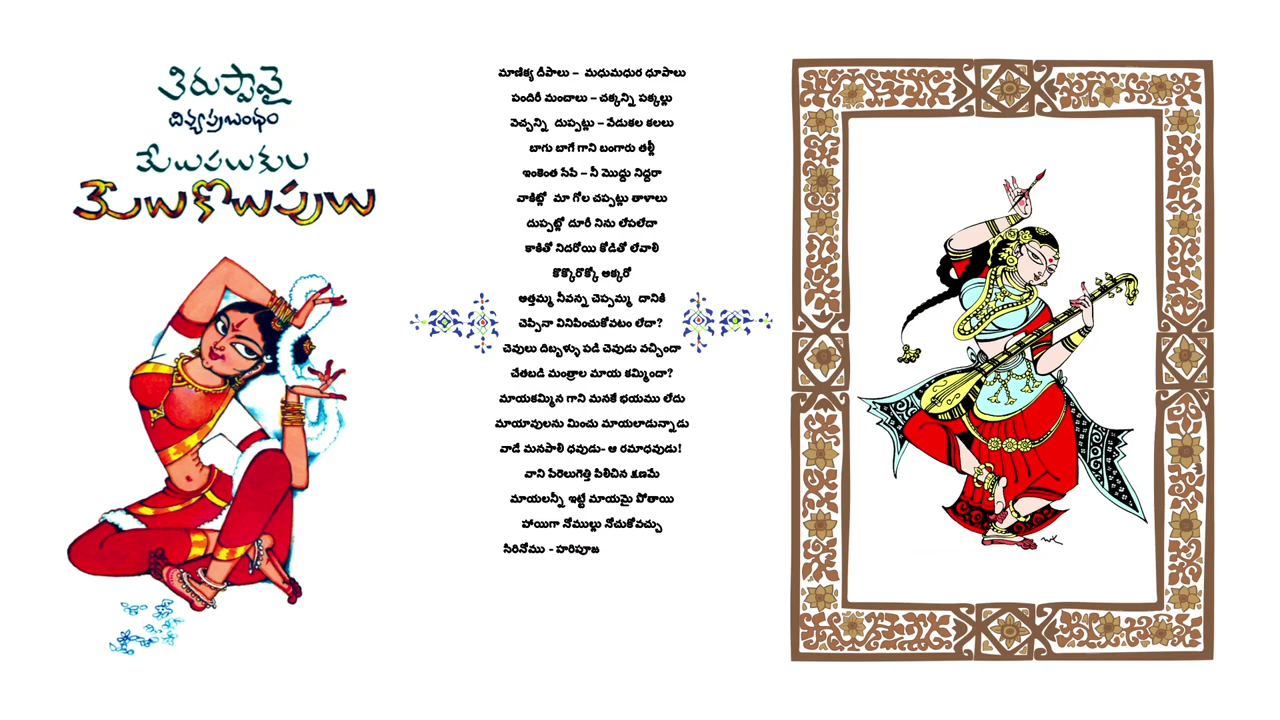 తిరుప్పావై
దివ్యప్రబంధం
మేలుపలుకుల
మేలుకొలుపులు
మాణిక్య దీపాలు – మధుమధుర ధూపాలు
పందిరీ మంచాలు – చక్కన్ని పక్కల్లు
వెచ్చన్ని దుప్పట్లు – వేడుకల కలలు
బాగు బాగే గాని బంగారు తల్లీ
ఇంకెంత సేపే – నీ మొద్దు నిద్దరా
వాకిట్లో మా గోల చప్పట్లు తాళాలు
దుప్పట్లో దూరీ నిను లేపలేదా
కాకితో నిదరోయి కోడితో లేవాలి
కొక్కొరొక్కో అక్కరో
అత్తమ్మ నీవన్న చెప్పమ్మ దానికి
చెప్పినా వినిపించుకోవటం లేదా?
చెవులు దిబ్బళ్ళు పడి చెవుడు వచ్చిందా
చేతబడి మంత్రాల మాయ కమ్మిందా?
మాయకమ్మిన గాని మనకే భయము లేదు
మాయావులను మించు మాయలాడున్నాడు
వాడే మనపాలి ధవుడు- ఆ రమాధవుడు!
వాని పేరెలుగెత్తి పిలిచిన క్షణమే
మాయలన్నీ ఇట్టే మాయమై పోతాయి
హాయిగా నోముల్లు నోచుకోవచ్చు
సిరినోము - హరిపూజ